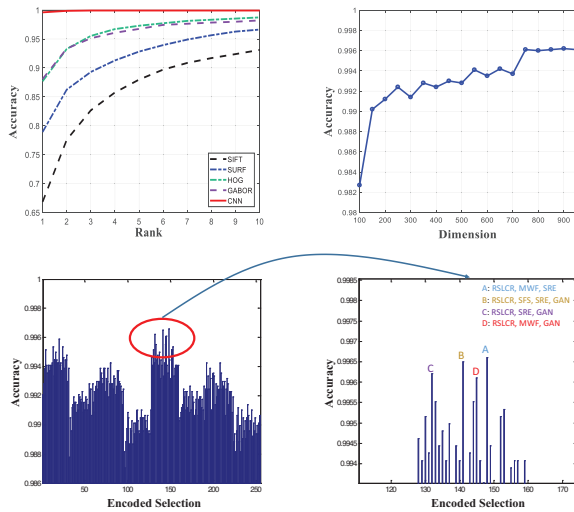 1
0.95
0.9
0.85
0.8
0.75
0.7
0.65
1 2 3 4 5 6 7 8 9 10
Rank
Accuracy
SIFT
SURF
HOG
GABOR
CNN
1
0.998
0.996
0.994
0.992
0.99
0.988
0.986
0.984
0.982
0.98
100 200 300 400 500 600 700 800 900
Dimension
Accuracy
1
0.998
0.996
0.994
0.992
0.990
0.988
0.986
50 100 150 200 250
Encoded Selection
Accuracy
0.9985
0.998
0.9975
0.997
0.9965
0.996
0.9955
0.995
0.9945
0.994
120 130 140 150 160 170
Encoded Selection
Accuracy
A: RSLCR, MWF, SRE
B: RSLCR, SFS, SRE, GAN
C: RSLCR, SRE, GAN
D: RSLCR, MWF, GAN
A
B
C
D